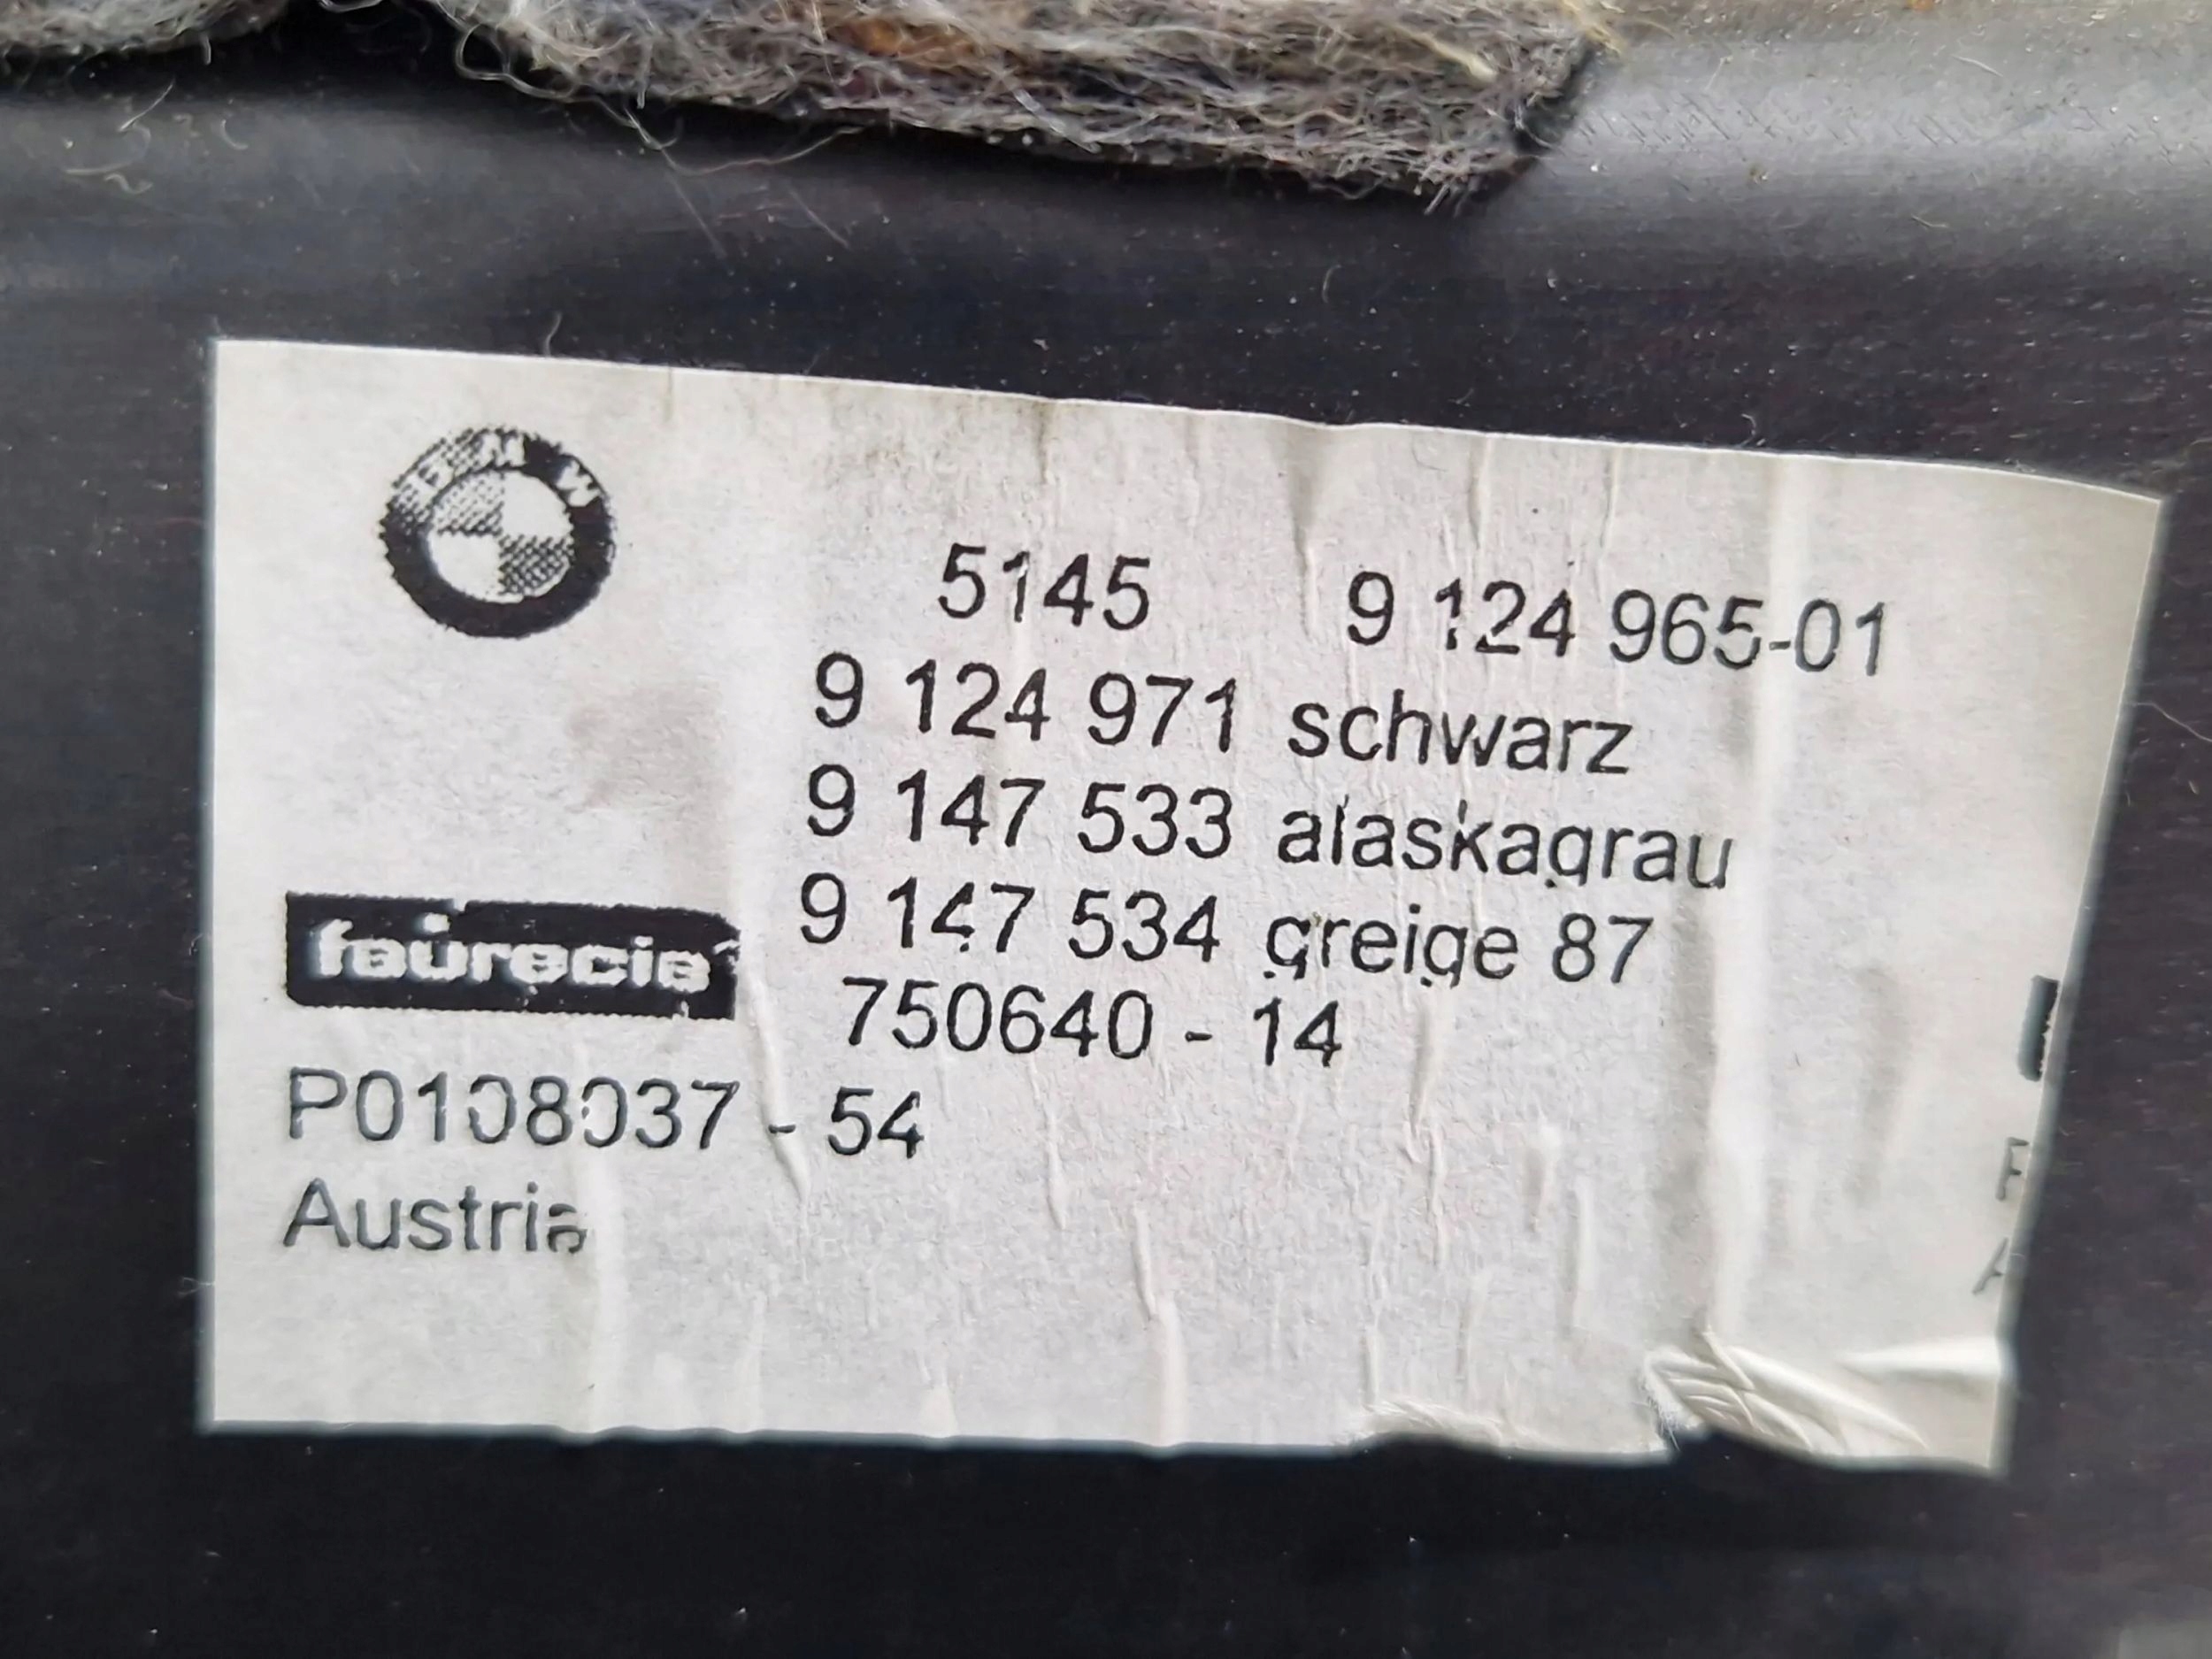 BMW
5145 9 124 965-01
9 124 971 schwarz
9 147 533 alaskagrau
9 147 534 greige 87
faurecia
750640 - 14
P0108037 - 54
Austria